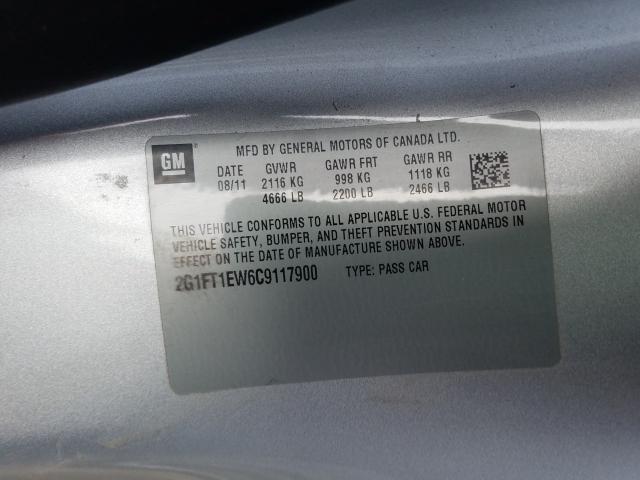 MFD BY GENERAL MOTORS OF CANADA LTD.
GM®
DATE GVWR GAWR FRT GAWR RR
08/11 2116 KG 998 KG 1118 KG
4666 LB 2200 LB 2466 LB
THIS VEHICLE CONFORMS TO ALL APPLICABLE U.S. FEDERAL MOTOR
VEHICLE SAFETY, BUMPER, AND THEFT PREVENTION STANDARDS IN
EFFECT ON THE DATE OF MANUFACTURE SHOWN ABOVE.
2G1FT1EW6C9117900 TYPE: PASS CAR